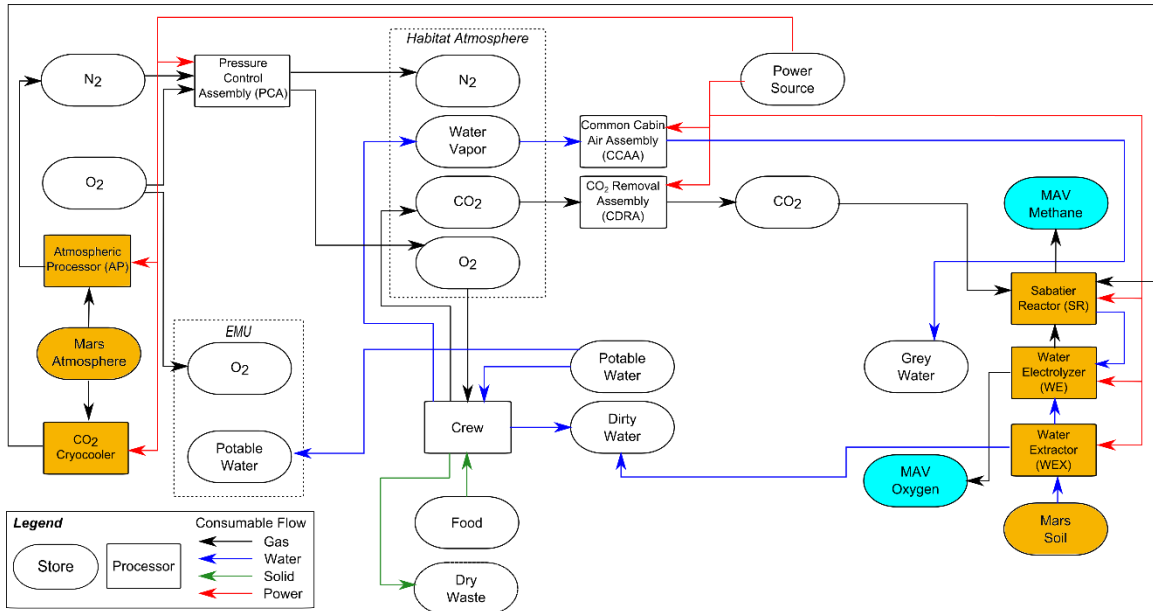 Habitat Atmosphere
N2
Pressure
Control
Assembly (PCA)
N2
Power
Source
Water
Vapor
Common Cabin
Air Assembly
(CCAA)
O2
CO2
CO2 Removal
Assembly
(CDRA)
CO2
MAV
Methane
O2
Atmospheric
Processor (AP)
Sabatier
Reactor (SR)
EMU
Mars
Atmosphere
O2
Potable
Water
Grey
Water
Water
Electrolyzer
(WE)
CO2
Cryocooler
Potable
Water
Crew
Dirty
Water
Water
Extractor
(WEX)
MAV
Oxygen
Food
Mars
Soil
Dry
Waste
Legend
Store
Processor
Consumable Flow
Gas
Water
Solid
Power